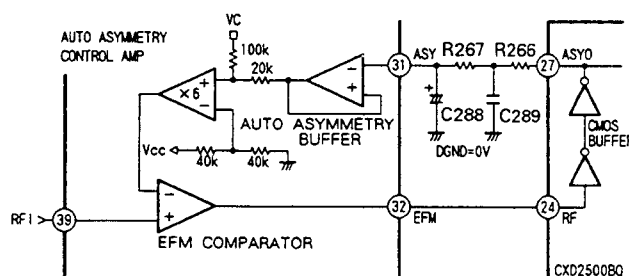 AUTO ASYMMETRY
CONTROL AMP
VC
100k
20k
×6
+
−
−
+
AUTO ASYMMETRY
BUFFER
Vcc
40k
40k
RFI
39
−
+
EFM COMPARATOR
31
ASY
R267
R266
27
ASYO
+
C288
C289
DGND=0V
CMOS
BUFFER
32
EFM
24
RF
CXD2500BQ